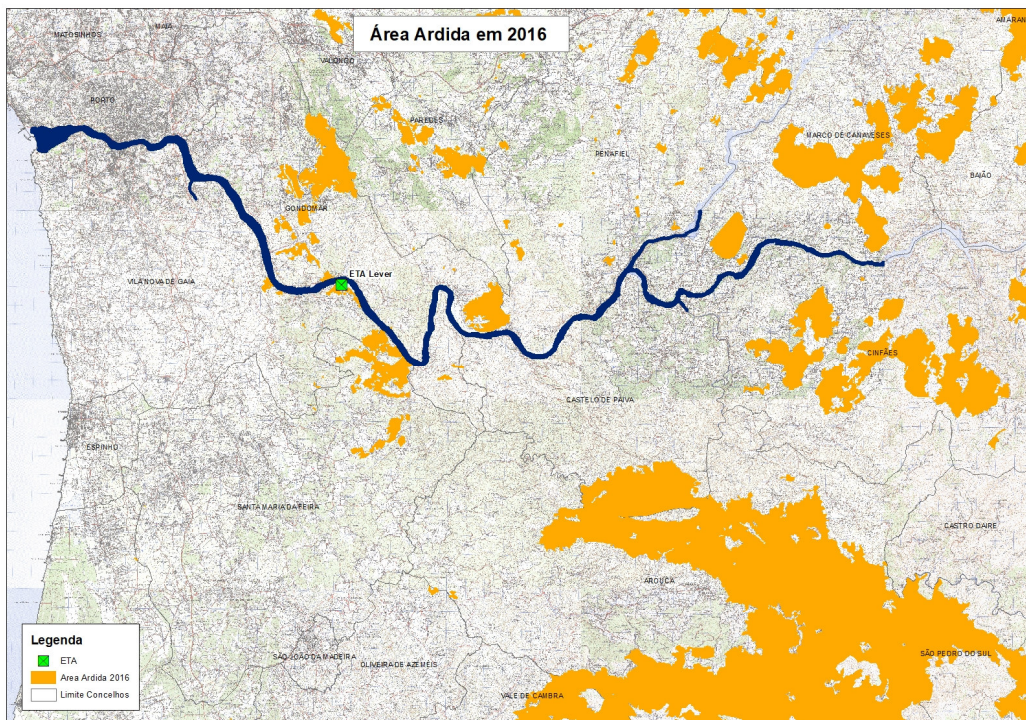 Área Ardida em 2016
AMARAN
MAIA
MATOSINHOS
VALONGO
PORTO
PAREDES
MARCO DE CANAVESES
PENAFIEL
BAIÃO
GONDOMAR
ETA Lever
VILA NOVA DE GAIA
CINFÃES
CASTELO DE PAIVA
ESPINHO
SANTA MARIA DA FEIRA
CASTRO DAIRE
AROUCA
SÃO JOÃO DA MADEIRA
OLIVEIRA DE AZEMÉIS
SÃO PEDRO DO SUL
VALE DE CAMBRA
Legenda
ETA
Area Ardida 2016
Limite Concelhos